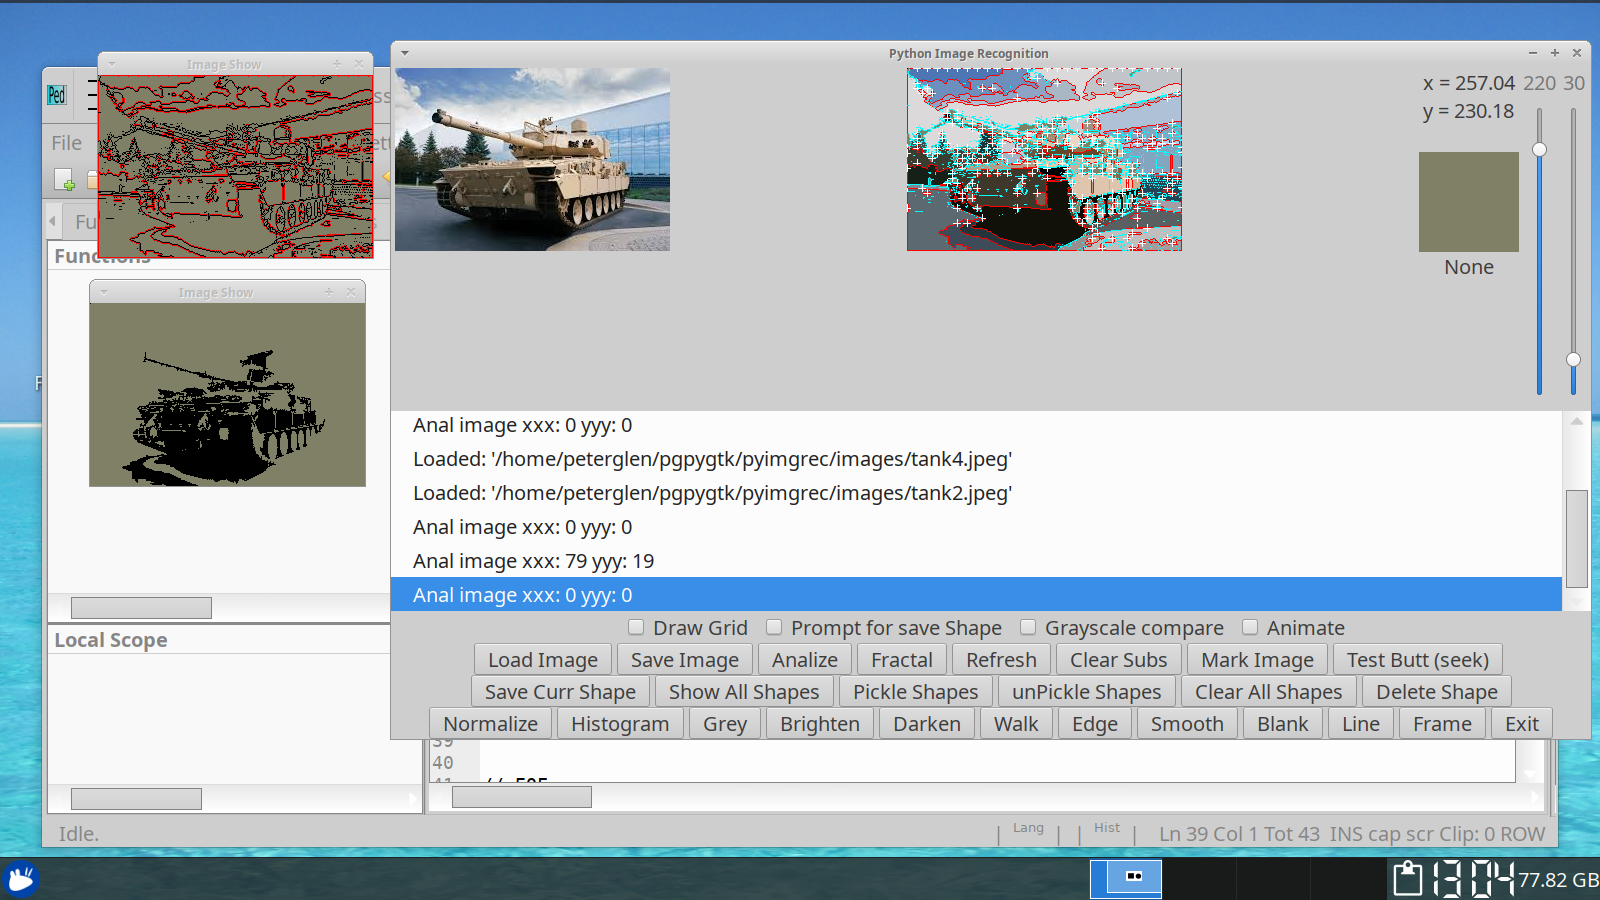 Image Show
Python Image Recognition
x = 257.04 220 30
y = 230.18
Ped
File
Fu
Functions
None
Image Show
Anal image xxx: 0 yyy: 0
Loaded: '/home/peterglen/pgpygtk/pyimgrec/images/tank4.jpeg'
Loaded: '/home/peterglen/pgpygtk/pyimgrec/images/tank2.jpeg'
Anal image xxx: 0 yyy: 0
Anal image xxx: 79 yyy: 19
Anal image xxx: 0 yyy: 0
Draw Grid Prompt for save Shape Grayscale compare Animate
Local Scope
Load Image Save Image Analize Fractal Refresh Clear Subs Mark Image Test Butt (seek)
Save Curr Shape Show All Shapes Pickle Shapes unPickle Shapes Clear All Shapes Delete Shape
Normalize Histogram Grey Brighten Darken Walk Edge Smooth Blank Line Frame Exit
39
40
Idle.
Lang Hist Ln 39 Col 1 Tot 43 INS cap scr Clip: 0 ROW
13 04 77.82 GB